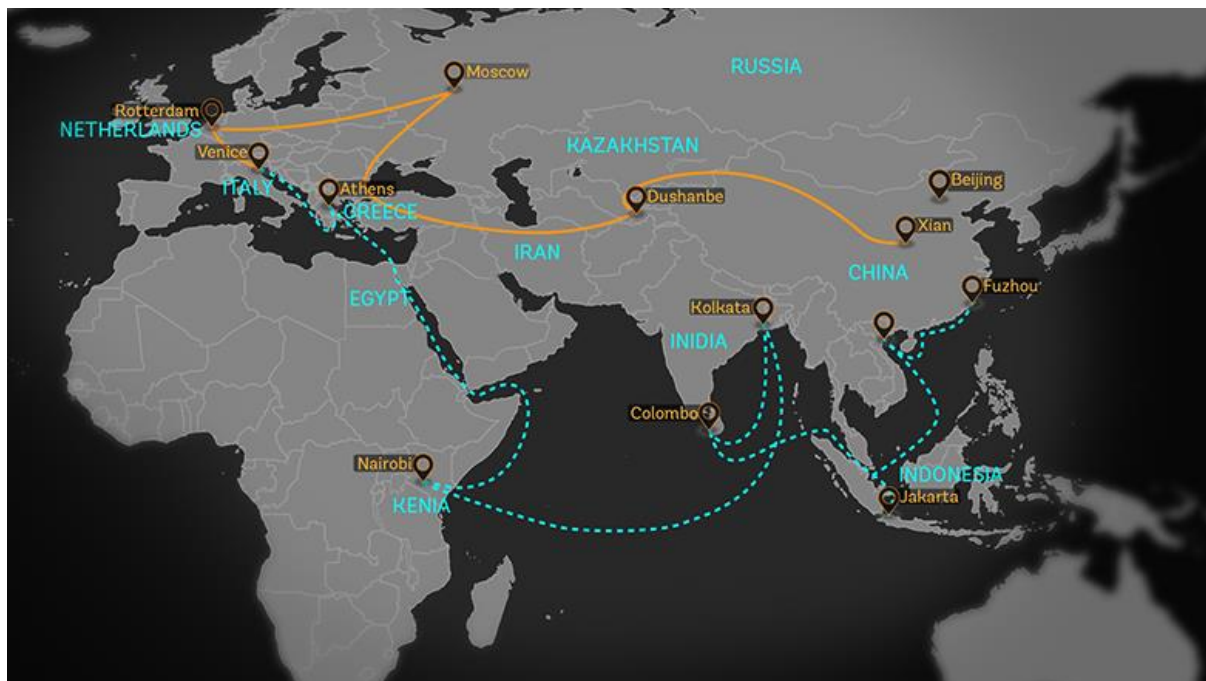 RUSSIA
Moscow
Rotterdam
NETHERLANDS
KAZAKHSTAN
Venice
ITALY
Athens
GREECE
Dushanbe
Beijing
Xian
IRAN
CHINA
EGYPT
Fuzhou
Kolkata
INIDIA
Colombo
Nairobi
KENIA
INDONESIA
Jakarta